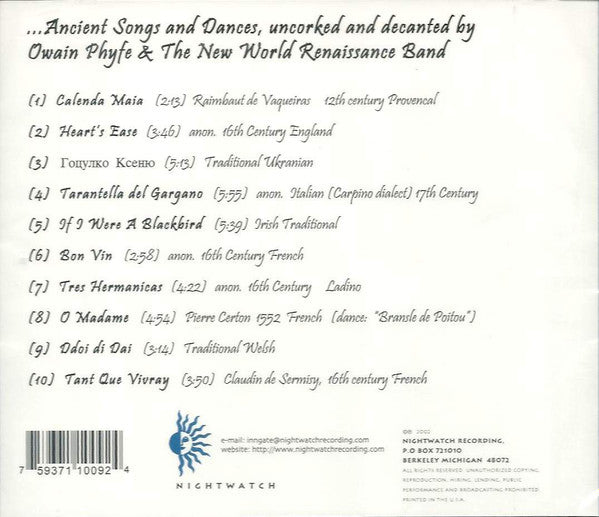 ...Ancient Songs and Dances, uncorked and decanted by
Owain Phyfe & The New World Renaissance Band
(1) Calenda Maia (2:13) Raimbaut de Vaqueiras 12th century Provencal
(2) Heart's Ease (3:46) anon. 16th Century England
(3) Гоцулко Ксеню (5:13) Traditional Ukranian
(4) Tarantella del Gargano (5:55) anon. Italian (Carpino dialect) 17th Century
(5) If I Were A Blackbird (5:39) Irish Traditional
(6) Bon Vin (2:58) anon. 16th Century French
(7) Tres Hermanicas (4:22) anon. 16th Century Ladino
(8) O Madame (4:54) Pierre Certon 1552 French (dance: "Bransle de Poitou")
(9) Ddoi di Dai (3:14) Traditional Welsh
(10) Tant Que Vivray (3:50) Claudin de Sermisy, 16th century French
7 59371 10092 4
NIGHTWATCH
e-mail: inngate@nightwatchrecording.com
website: http://www.nightwatchrecording.com
2002
NIGHTWATCH RECORDING,
P.O BOX 721010
BERKELEY MICHIGAN 48072
ALL RIGHTS RESERVED. UNAUTHORIZED COPYING,
REPRODUCTION, HIRING, LENDING, PUBLIC
PERFORMANCE AND BROADCASTING PROHIBITED.
PRINTED IN THE U.S.A.